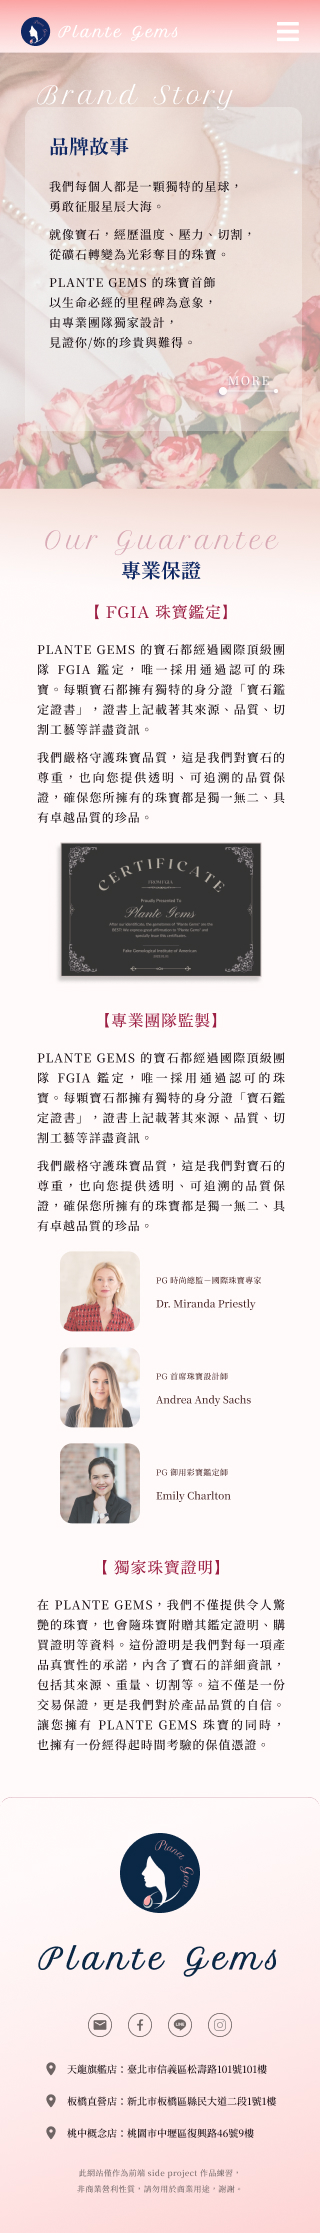 Plante Gems
Brand Story
品牌故事
我們每個人都是一顆獨特的星球，
勇敢征服星辰大海。
就像寶石，經歷溫度、壓力、切割，
從礦石轉變為光彩奪目的珠寶。
PLANTE GEMS 的珠寶首飾
以生命必經的里程碑為意象，
由專業團隊獨家設計，
見證你/妳的珍貴與難得。
MORE
Our Guarantee
專業保證
【 FGIA 珠寶鑑定】
PLANTE GEMS 的寶石都經過國際頂級團
隊 FGIA 鑑定，唯一採用通過認可的珠
寶。每顆寶石都擁有獨特的身分證「寶石鑑
定證書」，證書上記載著其來源、品質、切
割工藝等詳盡資訊。
我們嚴格守護珠寶品質，這是我們對寶石的
尊重，也向您提供透明、可追溯的品質保
證，確保您所擁有的珠寶都是獨一無二、具
有卓越品質的珍品。
CERTIFICATE
Proudly Presented To
Plante Gems
Fake Gemological Institute of American
【專業團隊監製】
PLANTE GEMS 的寶石都經過國際頂級團
隊 FGIA 鑑定，唯一採用通過認可的珠
寶。每顆寶石都擁有獨特的身分證「寶石鑑
定證書」，證書上記載著其來源、品質、切
割工藝等詳盡資訊。
我們嚴格守護珠寶品質，這是我們對寶石的
尊重，也向您提供透明、可追溯的品質保
證，確保您所擁有的珠寶都是獨一無二、具
有卓越品質的珍品。
PG 時尚總監－國際珠寶專家
Dr. Miranda Priestly
PG 首席珠寶設計師
Andrea Andy Sachs
PG 御用彩寶鑑定師
Emily Charlton
【 獨家珠寶證明】
在 PLANTE GEMS，我們不僅提供令人驚
艷的珠寶，也會隨珠寶附贈其鑑定證明、購
買證明等資料。這份證明是我們對每一項產
品真實性的承諾，內含了寶石的詳細資訊，
包括其來源、重量、切割等。這不僅是一份
交易保證，更是我們對於產品品質的自信。
讓您擁有 PLANTE GEMS 珠寶的同時，
也擁有一份經得起時間考驗的保值憑證。
Planet Gem
Plante Gems
天龍旗艦店：臺北市信義區松壽路101號101樓
板橋直營店：新北市板橋區縣民大道二段1號1樓
桃中概念店：桃園市中壢區復興路46號9樓
此網站僅作為前端 side project 作品練習，
非商業營利性質，請勿用於商業用途，謝謝。